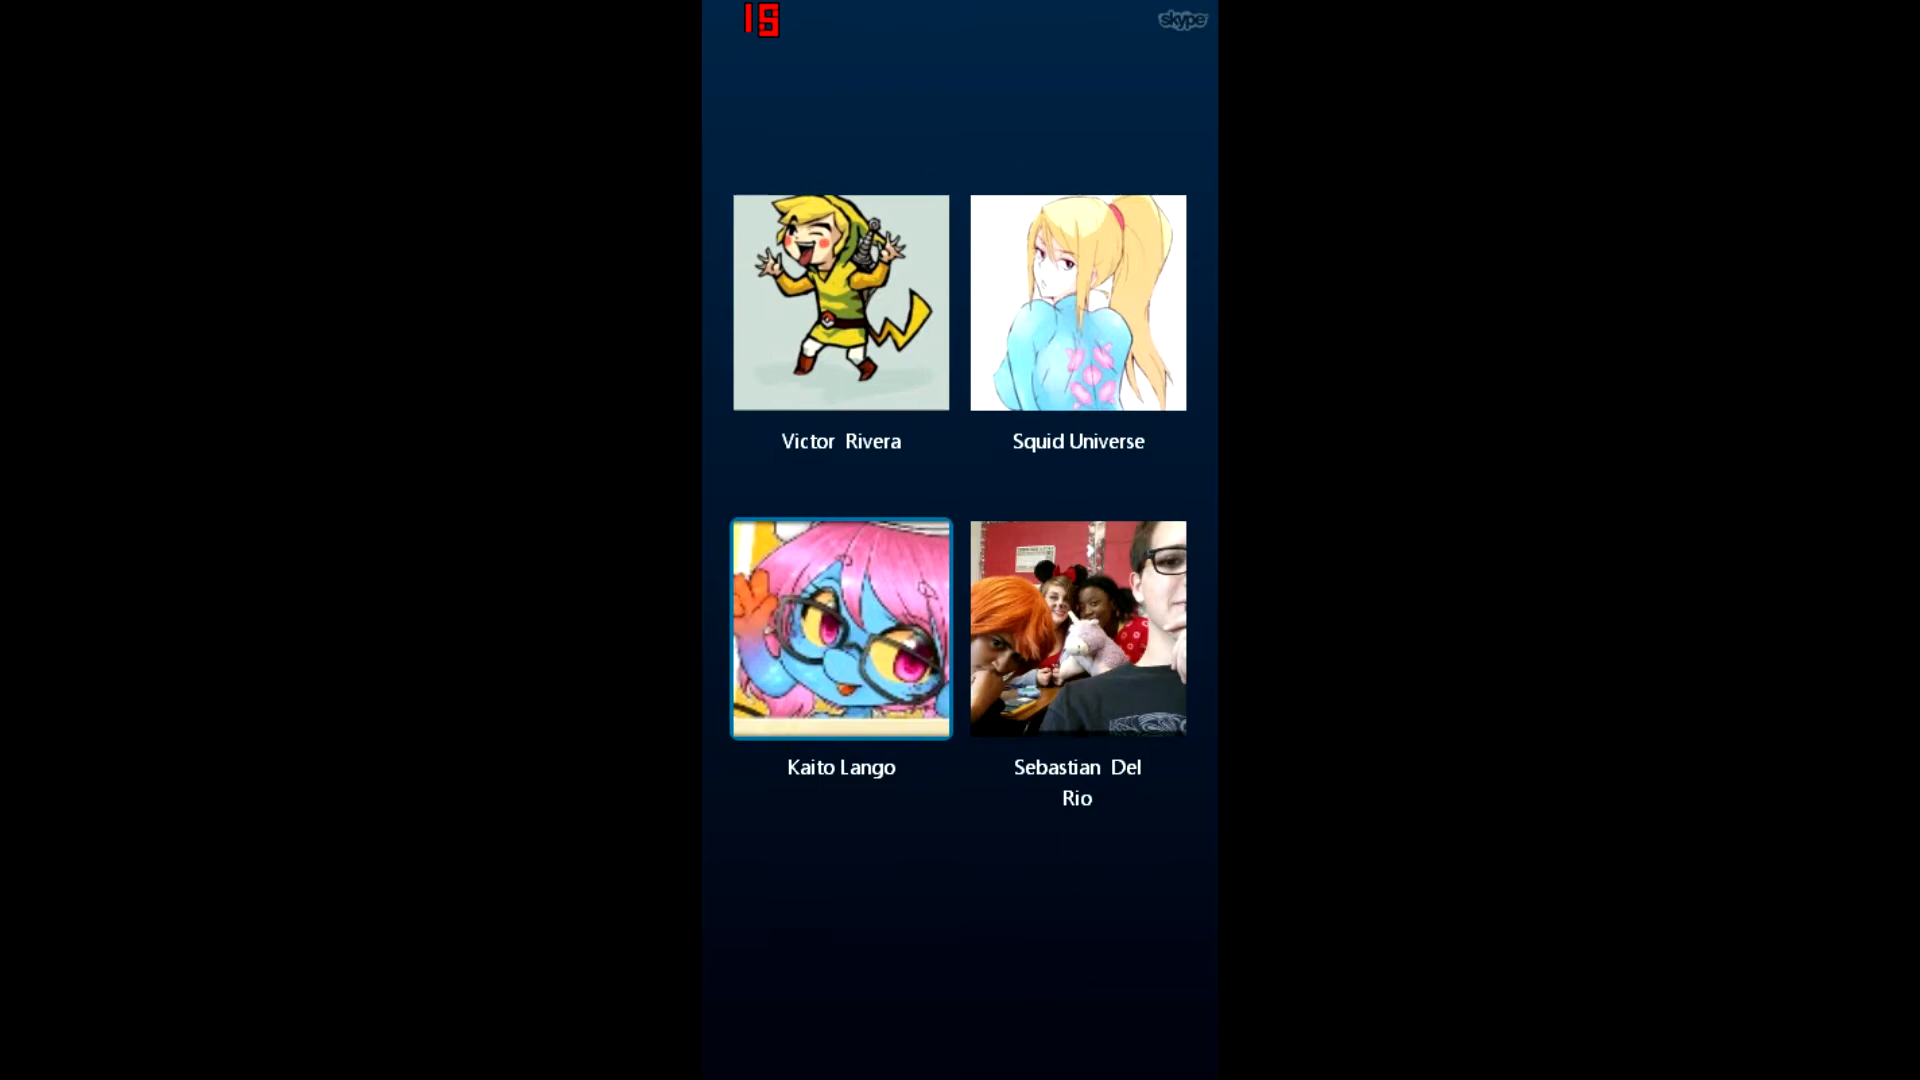 15
skype
Victor Rivera
Squid Universe
Kaito Lango
Sebastian Del
Rio